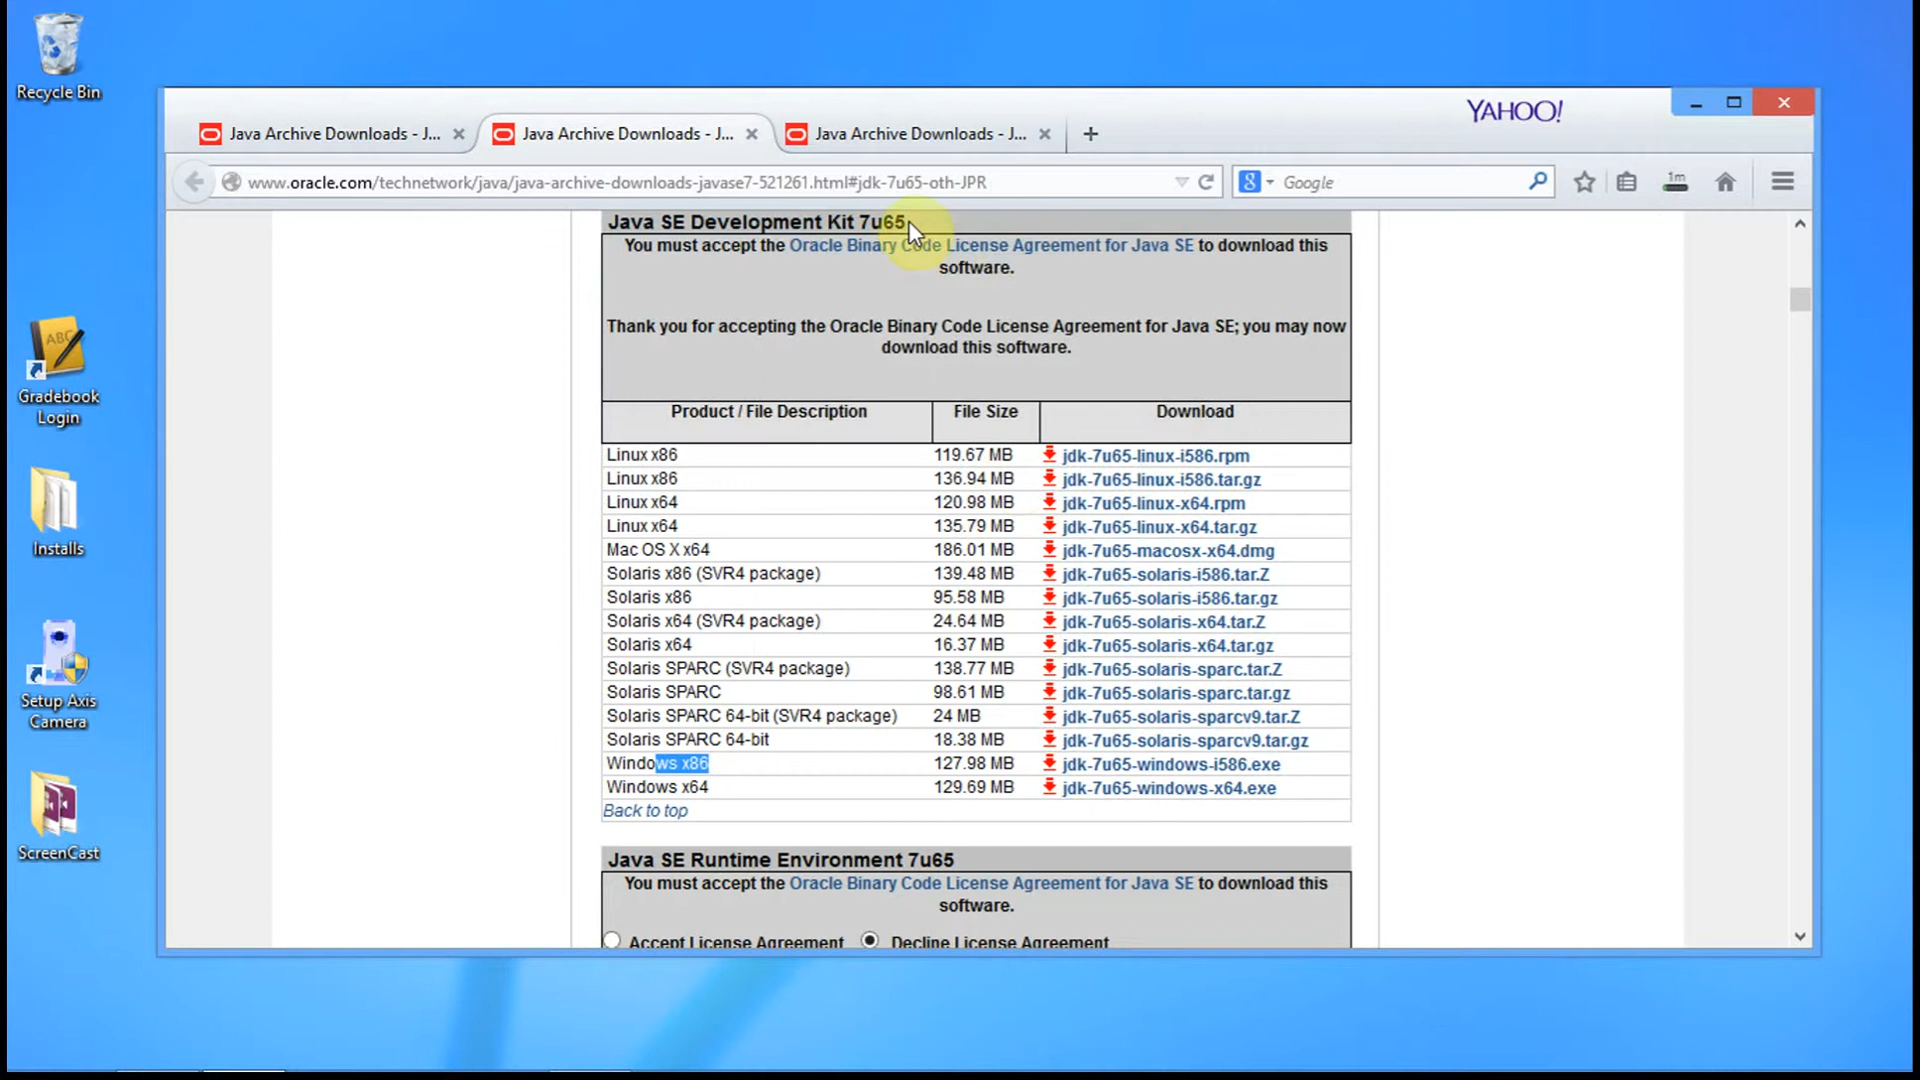 Recycle Bin
YAHOO!
Java Archive Downloads - J...
Java Archive Downloads - J...
Java Archive Downloads - J...
www.oracle.com/technetwork/java/java-archive-downloads-javase7-521261.html#jdk-7u65-oth-JPR
8
Google
1m
Java SE Development Kit 7u65
You must accept the Oracle Binary Code License Agreement for Java SE to download this
software.
Thank you for accepting the Oracle Binary Code License Agreement for Java SE; you may now
download this software.
Product / File Description File Size Download
Linux x86 119.67 MB jdk-7u65-linux-i586.rpm
Linux x86 136.94 MB jdk-7u65-linux-i586.tar.gz
Linux x64 120.98 MB jdk-7u65-linux-x64.rpm
Linux x64 135.79 MB jdk-7u65-linux-x64.tar.gz
Mac OS X x64 186.01 MB jdk-7u65-macosx-x64.dmg
Solaris x86 (SVR4 package) 139.48 MB jdk-7u65-solaris-i586.tar.Z
Solaris x86 95.58 MB jdk-7u65-solaris-i586.tar.gz
Solaris x64 (SVR4 package) 24.64 MB jdk-7u65-solaris-x64.tar.Z
Solaris x64 16.37 MB jdk-7u65-solaris-x64.tar.gz
Solaris SPARC (SVR4 package) 138.77 MB jdk-7u65-solaris-sparc.tar.Z
Solaris SPARC 98.61 MB jdk-7u65-solaris-sparc.tar.gz
Solaris SPARC 64-bit (SVR4 package) 24 MB jdk-7u65-solaris-sparcv9.tar.Z
Solaris SPARC 64-bit 18.38 MB jdk-7u65-solaris-sparcv9.tar.gz
Windows x86 127.98 MB jdk-7u65-windows-i586.exe
Windows x64 129.69 MB jdk-7u65-windows-x64.exe
Back to top
Java SE Runtime Environment 7u65
You must accept the Oracle Binary Code License Agreement for Java SE to download this
software.
Accept License Agreement Decline License Agreement
ABC
Gradebook
Login
Installs
Setup Axis
Camera
ScreenCast